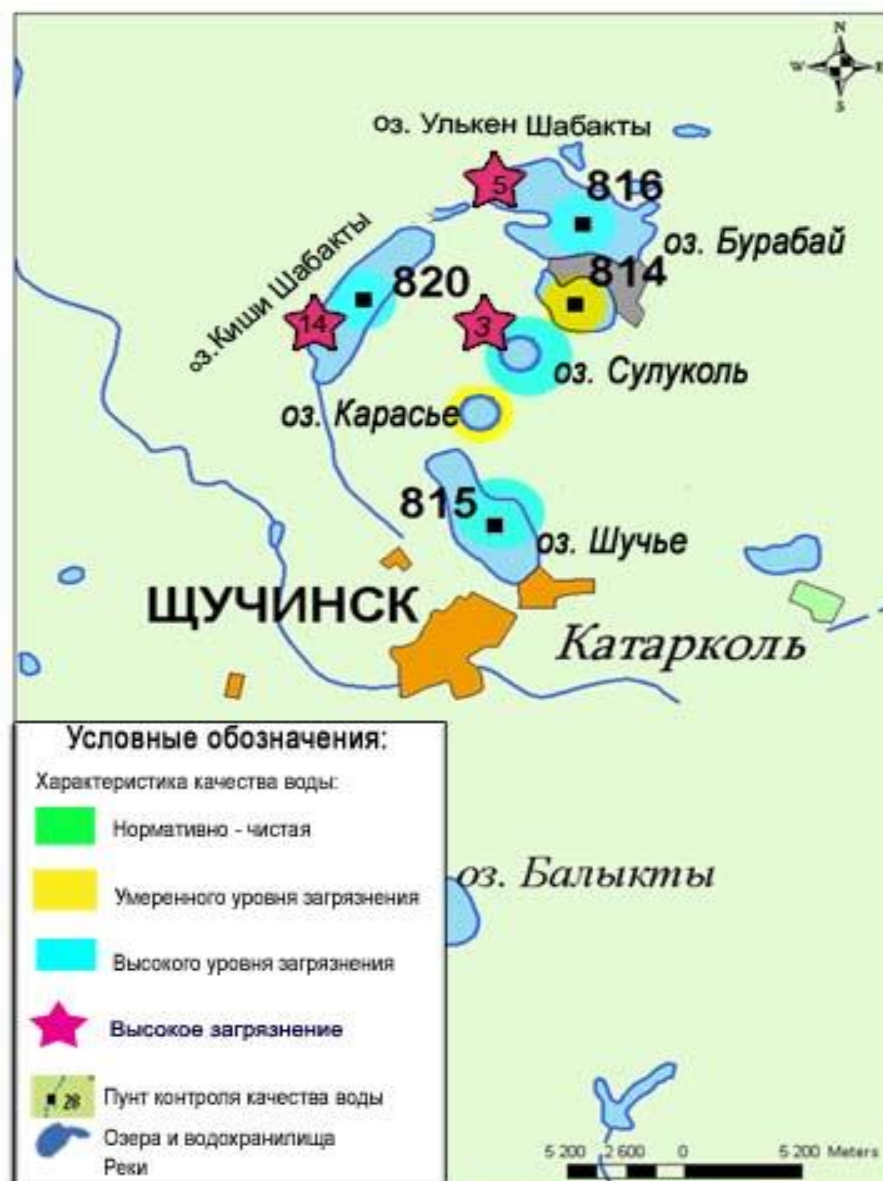 N
W E
S
оз. Улькен Шабакты
5
816
оз. Бурабай
814
оз. Киши Шабакты
820
14
3
оз. Сулуколь
оз. Карасье
815
оз. Шучье
ЩУЧИНСК
Катарколь
Условные обозначения:
Характеристика качества воды:
Нормативно - чистая
Умеренного уровня загрязнения
оз. Балыкты
Высокого уровня загрязнения
Высокое загрязнение
28
Пунт контроля качества воды
Озера и водохранилища
Реки
5 200 2 600 0 5 200 Meters